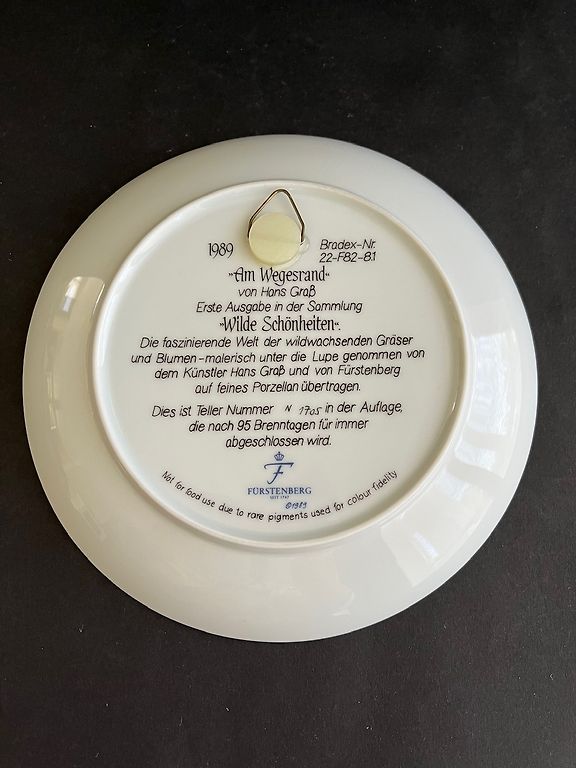 1989
Bradex-Nr.
22-F82-8.1
"Am Wegesrand"
von Hans Graß
Erste Ausgabe in der Sammlung
"Wilde Schönheiten".
Die faszinierende Welt der wildwachsenden Gräser
und Blumen-malerisch unter die Lupe genommen von
dem Künstler Hans Graß und von Fürstenberg
auf feines Porzellan übertragen.
Dies ist Teller Nummer N 1705 in der Auflage,
die nach 95 Brenntagen für immer
abgeschlossen wird.
F
FÜRSTENBERG
SEIT 1747
©1989
Not for food use due to rare pigments used for colour fidelity